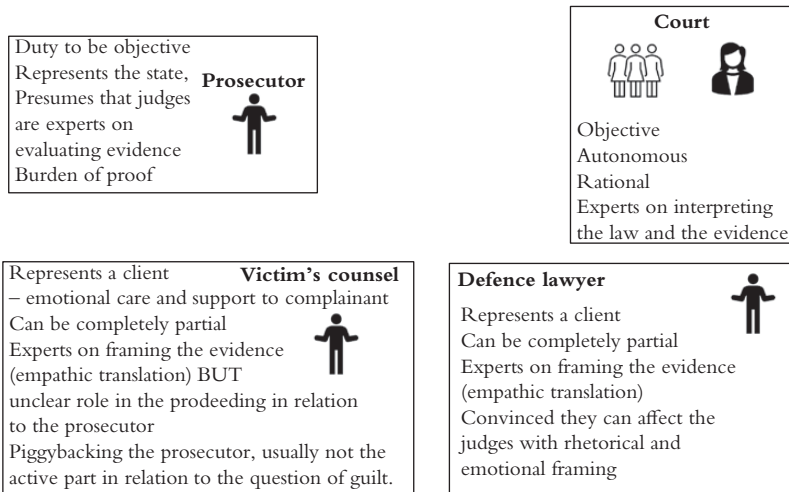 Duty to be objective
Represents the state,
Prosecutor
Presumes that judges
are experts on
evaluating evidence
Burden of proof
Court
Objective
Autonomous
Rational
Experts on interpreting
the law and the evidence
Represents a client
Victim's counsel
– emotional care and support to complainant
Can be completely partial
Experts on framing the evidence
(empathic translation) BUT
unclear role in the prodeeding in relation
to the prosecutor
Piggybacking the prosecutor, usually not the
active part in relation to the question of guilt.
Defence lawyer
Represents a client
Can be completely partial
Experts on framing the evidence
(empathic translation)
Convinced they can affect the
judges with rhetorical and
emotional framing